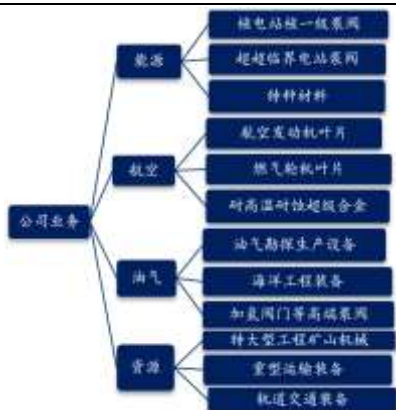 核电站核一级泵阀
能源
超超临界电站泵阀
特种材料
航空发动机叶片
航空
燃气轮机叶片
耐高温耐蚀超级合金
公司业务
油气勘探生产设备
油气
海洋工程装备
加氢阀门等高端泵阀
特大型工程矿山机械
资源
重型运输装备
轨道交通装备